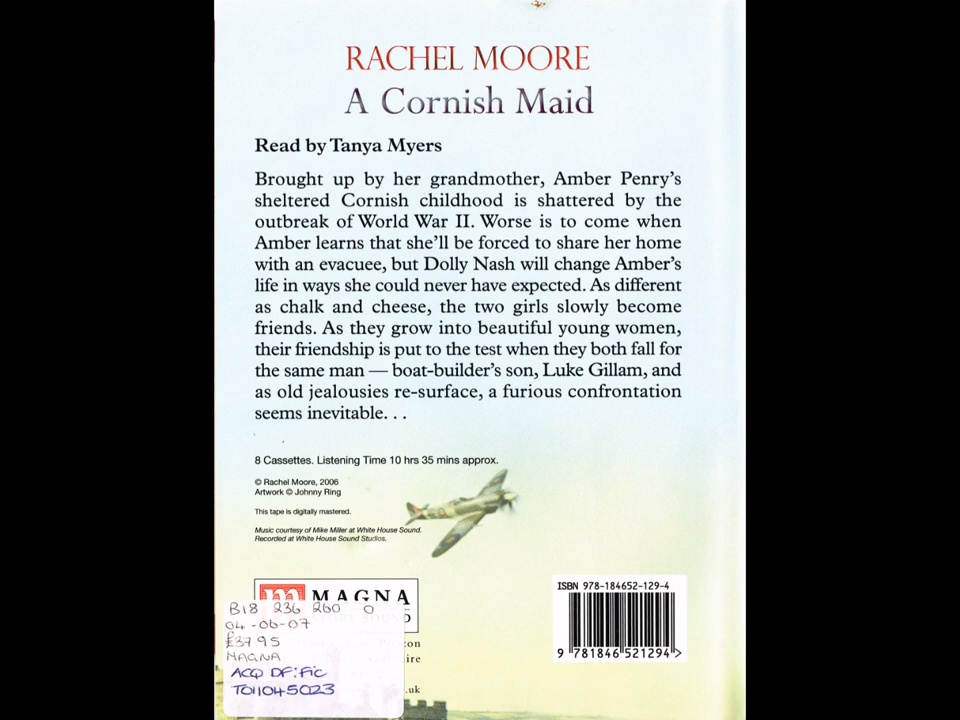 RACHEL MOORE
A Cornish Maid
Read by Tanya Myers
Brought up by her grandmother, Amber Penry's
sheltered Cornish childhood is shattered by the
outbreak of World War II. Worse is to come when
Amber learns that she'll be forced to share her home
with an evacuee, but Dolly Nash will change Amber's
life in ways she could never have expected. As different
as chalk and cheese, the two girls slowly become
friends. As they grow into beautiful young women,
their friendship is put to the test when they both fall for
the same man — boat-builder's son, Luke Gillam, and
as old jealousies re-surface, a furious confrontation
seems inevitable. . .
8 Cassettes. Listening Time 10 hrs 35 mins approx.
© Rachel Moore, 2006
Artwork © Johnny Ring
This tape is digitally mastered.
Music courtesy of Mike Miller at White House Sound.
Recorded at White House Sound Studios.
m MAGNA
B18 236 260 0
04-06-07
£37 95
MAGNA
ACQ DF:Fic
T011045023
.uk
ISBN 978-184652-129-4
9 781846 521294 >